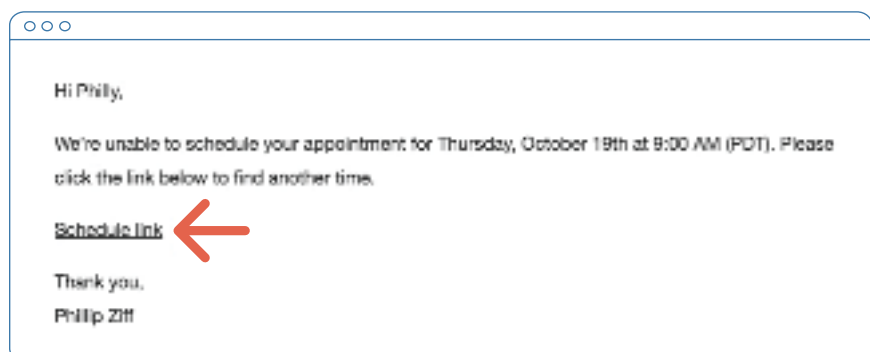 Hi Philly,
We're unable to schedule your appointment for Thursday, October 19th at 9:00 AM (PDT). Please
click the link below to find another time.
Schedule link
Thank you,
Phillip Ziff